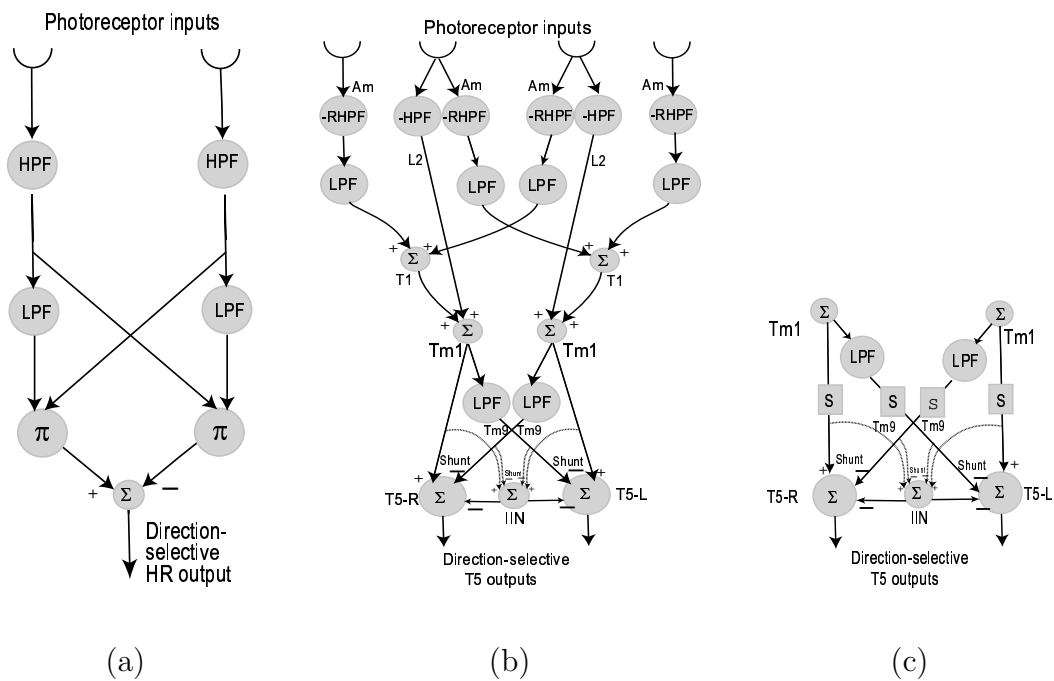 Photoreceptor inputs
HPF
HPF
LPF
LPF
π
π
+
Σ
−
Direction-
selective
HR output
(a)
Photoreceptor inputs
Am
Am
Am
Am
-RHPF
-HPF
-RHPF
-RHPF
-HPF
-RHPF
L2
L2
LPF
LPF
LPF
LPF
+
+
+
+
Σ
Σ
T1
T1
+
+
+
+
Σ
Σ
Tm1
Tm1
LPF
LPF
Tm9
Tm9
Shunt
Shunt
Shunt
−
−
−
−
+
+
+
+
T5-R
Σ
Σ
Σ
T5-L
−
−
IIN
Direction-selective
T5 outputs
(b)
Σ
Σ
Tm1
Tm1
LPF
LPF
S
S
S
S
Tm9
Tm9
Shunt
Shunt
Shunt
−
−
−
−
+
+
+
+
T5-R
Σ
Σ
Σ
T5-L
−
−
IIN
Direction-selective
T5 outputs
(c)